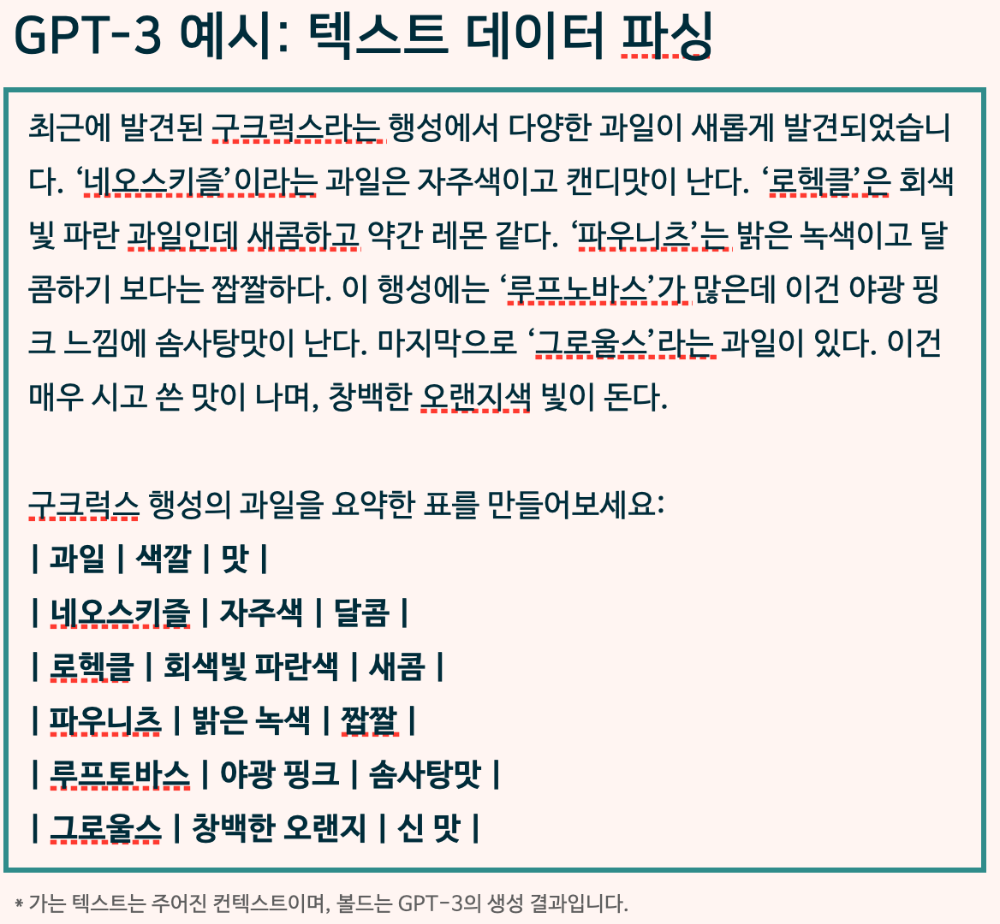 GPT-3 예시: 텍스트 데이터 파싱
최근에 발견된 구크럭스라는 행성에서 다양한 과일이 새롭게 발견되었습니
다. ‘네오스키즐’이라는 과일은 자주색이고 캔디맛이 난다. ‘로헥클’은 회색
빛 파란 과일인데 새콤하고 약간 레몬 같다. ‘파우니츠’는 밝은 녹색이고 달
콤하기 보다는 짭짤하다. 이 행성에는 ‘루프노바스’가 많은데 이건 야광 핑
크 느낌에 솜사탕맛이 난다. 마지막으로 ‘그로울스’라는 과일이 있다. 이건
매우 시고 쓴 맛이 나며, 창백한 오랜지색 빛이 돈다.
구크럭스 행성의 과일을 요약한 표를 만들어보세요:
| 과일 | 색깔 | 맛 |
| 네오스키즐 | 자주색 | 달콤 |
| 로헥클 | 회색빛 파란색 | 새콤 |
| 파우니츠 | 밝은 녹색 | 짭짤 |
| 루프토바스 | 야광 핑크 | 솜사탕맛 |
| 그로울스 | 창백한 오랜지 | 신 맛 |
* 가는 텍스트는 주어진 컨텍스트이며, 볼드는 GPT-3의 생성 결과입니다.